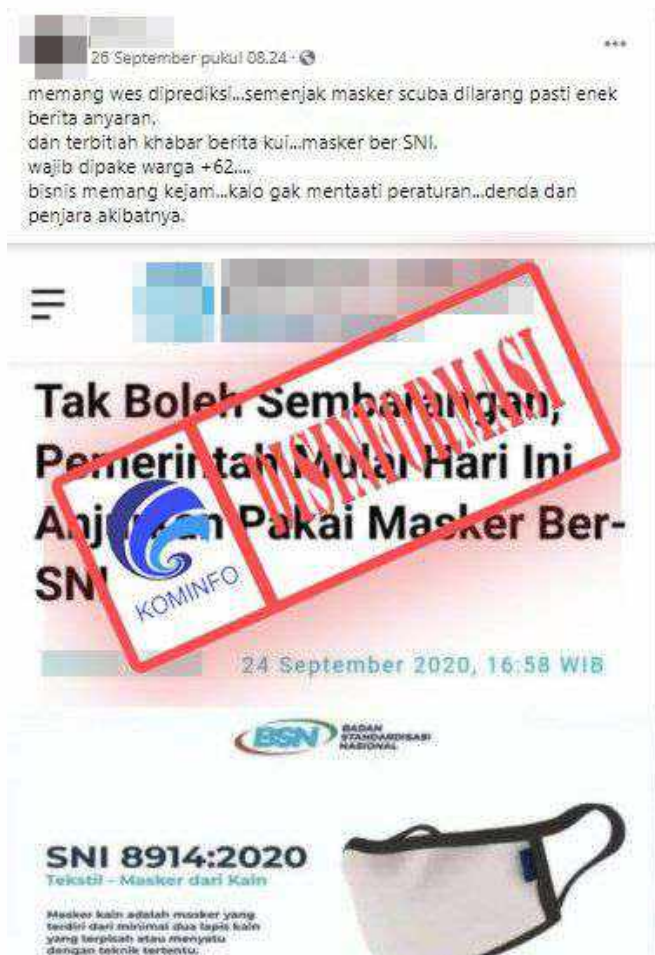 26 September pukul 08.24 ·
memang wes diprediksi...semenjak masker scuba dilarang pasti enek
berita anyaran.
dan terbitlah khabar berita kui...masker ber SNI.
wajib dipake warga +62....
bisnis memang kejam...kalo gak mentaati peraturan...denda dan
penjara akibatnya.
Tak Boleh Sembarangan,
Pemerintah Mulai Hari Ini
Anjurkan Pakai Masker Ber-
SNI
DISINFORMASI
KOMINFO
24 September 2020, 16:58 WIB
BSN BADAN
STANDARDISASI
NASIONAL
SNI 8914:2020
Tekstil - Masker dari Kain
Masker kain adalah masker yang
terdiri dari minimal dua lapis kain
yang terpisah atau menyatu
dengan teknik tertentu.